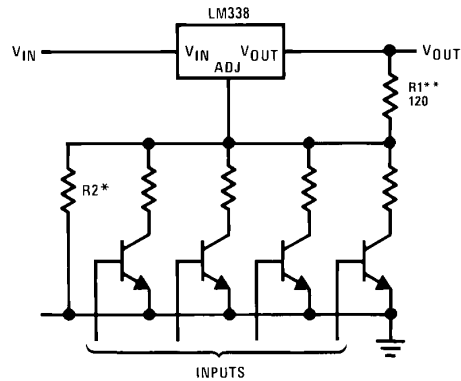 LM338
VIN
VIN
VOUT
ADJ
VOUT
R1**
120
R2*
INPUTS